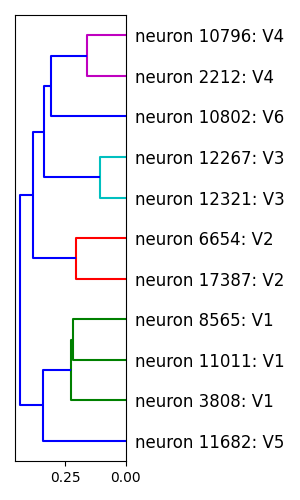 neuron 10796: V4
neuron 2212: V4
neuron 10802: V6
neuron 12267: V3
neuron 12321: V3
neuron 6654: V2
neuron 17387: V2
neuron 8565: V1
neuron 11011: V1
neuron 3808: V1
neuron 11682: V5
0.25 0.00